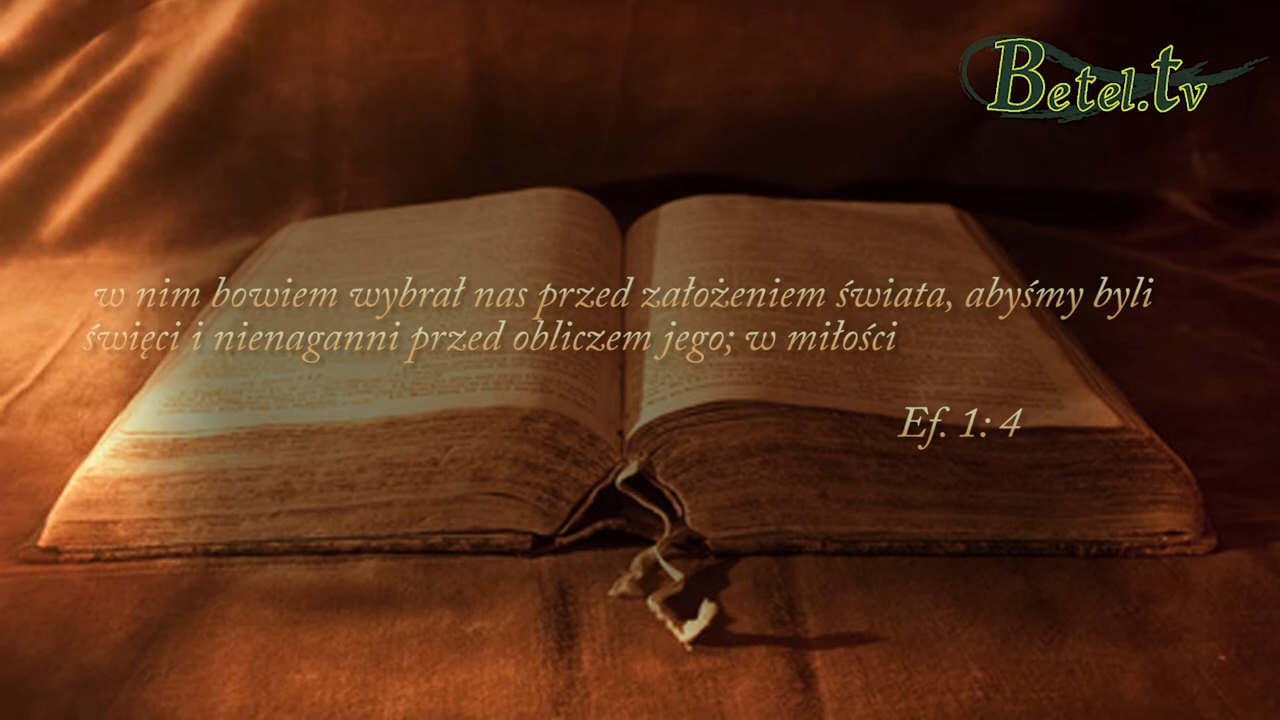 Betel.tv
w nim bowiem wybrał nas przed założeniem świata, abyśmy byli
święci i nienaganni przed obliczem jego; w miłości
Ef. 1: 4